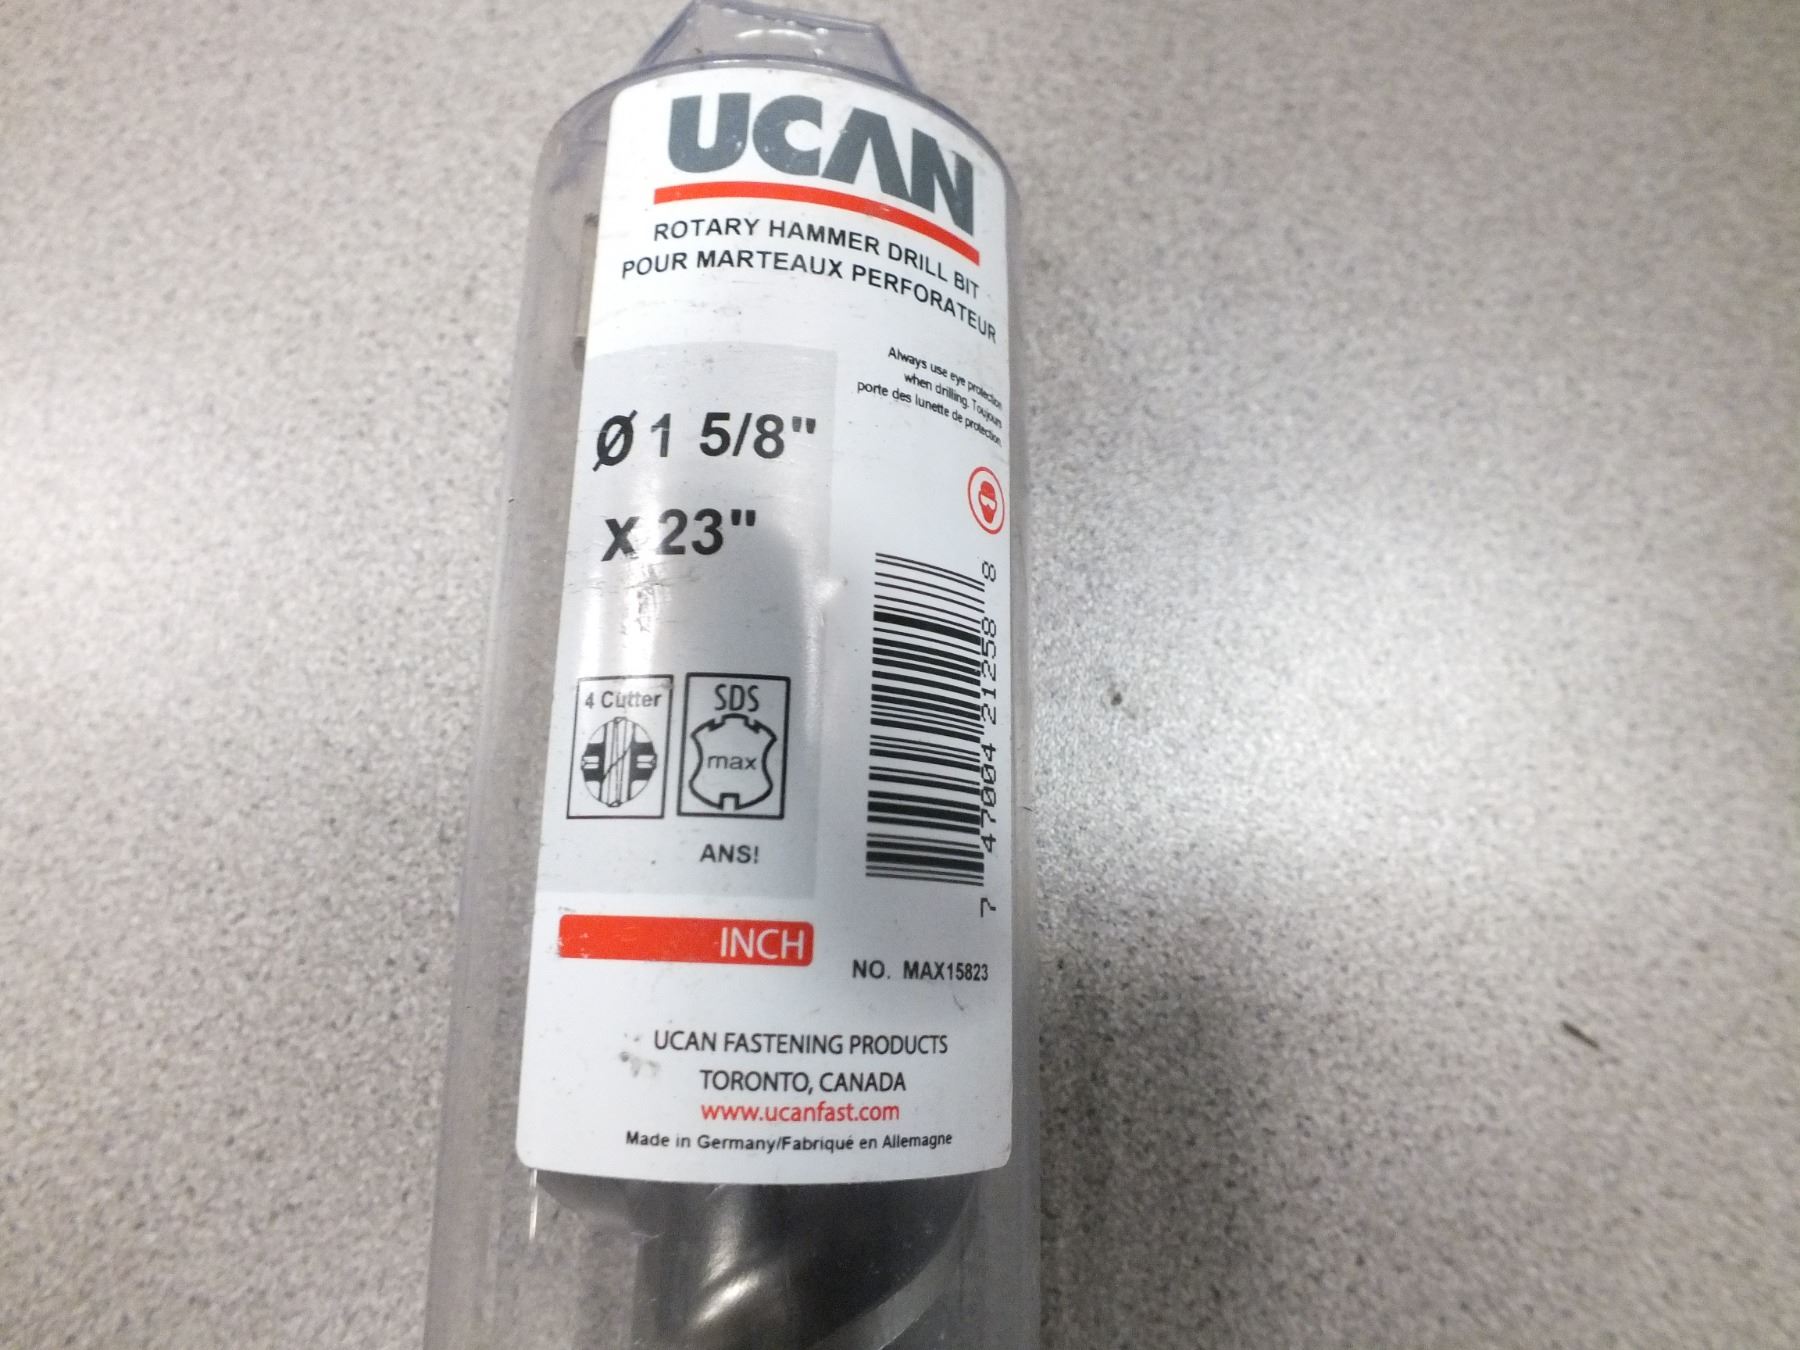 UCAN
ROTARY HAMMER DRILL BIT
POUR MARTEAUX PERFORATEUR
Always use eye protection
when drilling. Toujours
porte des lunette de protection.
Ø 1 5/8"
X 23"
4 Cutter
SDS
max
ANS!
INCH
7 47004 21258 8
NO. MAX15823
UCAN FASTENING PRODUCTS
TORONTO, CANADA
www.ucanfast.com
Made in Germany/Fabriqué en Allemagne